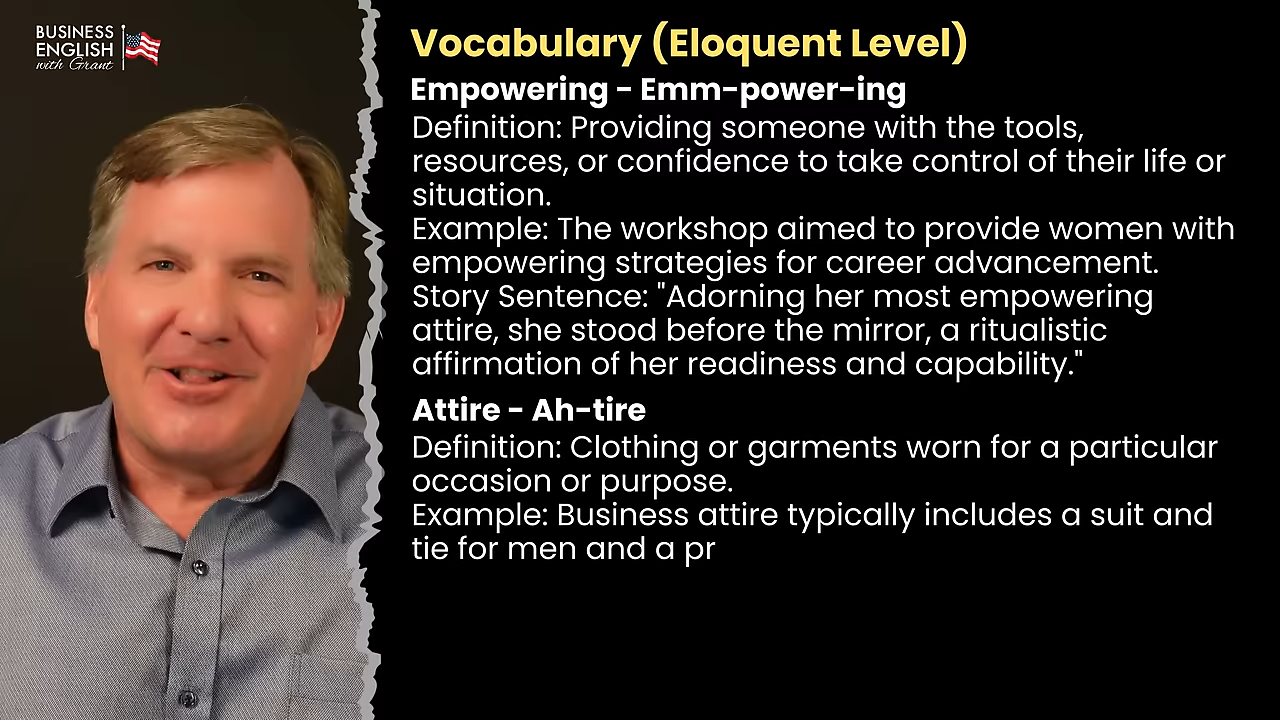 BUSINESS
ENGLISH
with Grant
Vocabulary (Eloquent Level)
Empowering - Emm-power-ing
Definition: Providing someone with the tools,
resources, or confidence to take control of their life or
situation.
Example: The workshop aimed to provide women with
empowering strategies for career advancement.
Story Sentence: "Adorning her most empowering
attire, she stood before the mirror, a ritualistic
affirmation of her readiness and capability."
Attire - Ah-tire
Definition: Clothing or garments worn for a particular
occasion or purpose.
Example: Business attire typically includes a suit and
tie for men and a pr